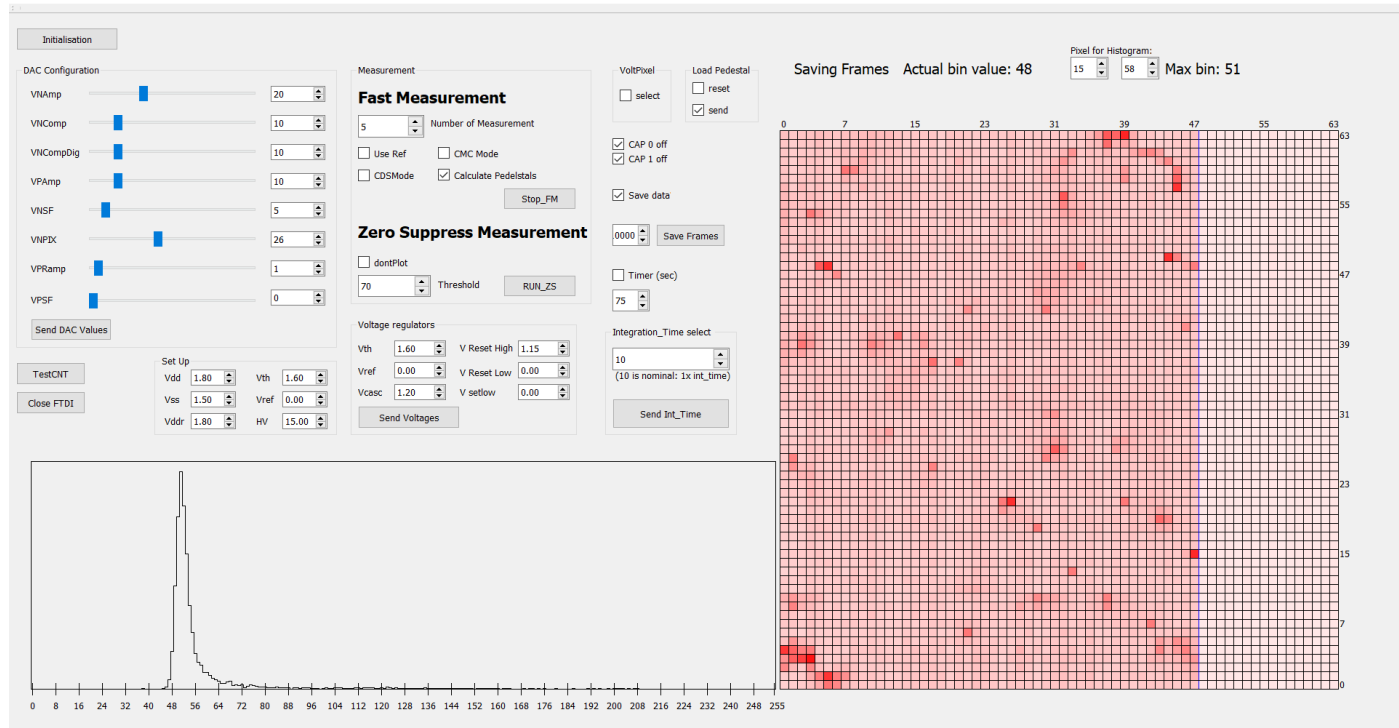 Initialisation
DAC Configuration
VNAmp 20
VNComp 10
VNCompDig 10
VPAmp 10
VNSF 5
VNPIX 26
VPRamp 1
VPSF 0
Send DAC Values
TestCNT
Close FTDI
Set Up
Vdd 1.80 Vth 1.60
Vss 1.50 Vref 0.00
Vddr 1.80 HV 15.00
Measurement
Fast Measurement
5 Number of Measurement
Use Ref CMC Mode
CDSMode Calculate Pedelstals
Stop_FM
Zero Suppress Measurement
dontPlot
70 Threshold RUN_ZS
Voltage regulators
Vth 1.60 V Reset High 1.15
Vref 0.00 V Reset Low 0.00
Vcasc 1.20 V setlow 0.00
Send Voltages
VoltPixel
select
Load Pedestal
reset
send
CAP 0 off
CAP 1 off
Save data
.0000 Save Frames
Timer (sec)
75
Integration_Time select
10
(10 is nominal: 1x int_time)
Send Int_Time
Pixel for Histogram:
Saving Frames Actual bin value: 48 15 58 Max bin: 51
0 7 15 23 31 39 47 55 63
63
55
47
39
31
23
15
7
0
0 8 16 24 32 40 48 56 64 72 80 88 96 104 112 120 128 136 144 152 160 168 176 184 192 200 208 216 224 232 240 255